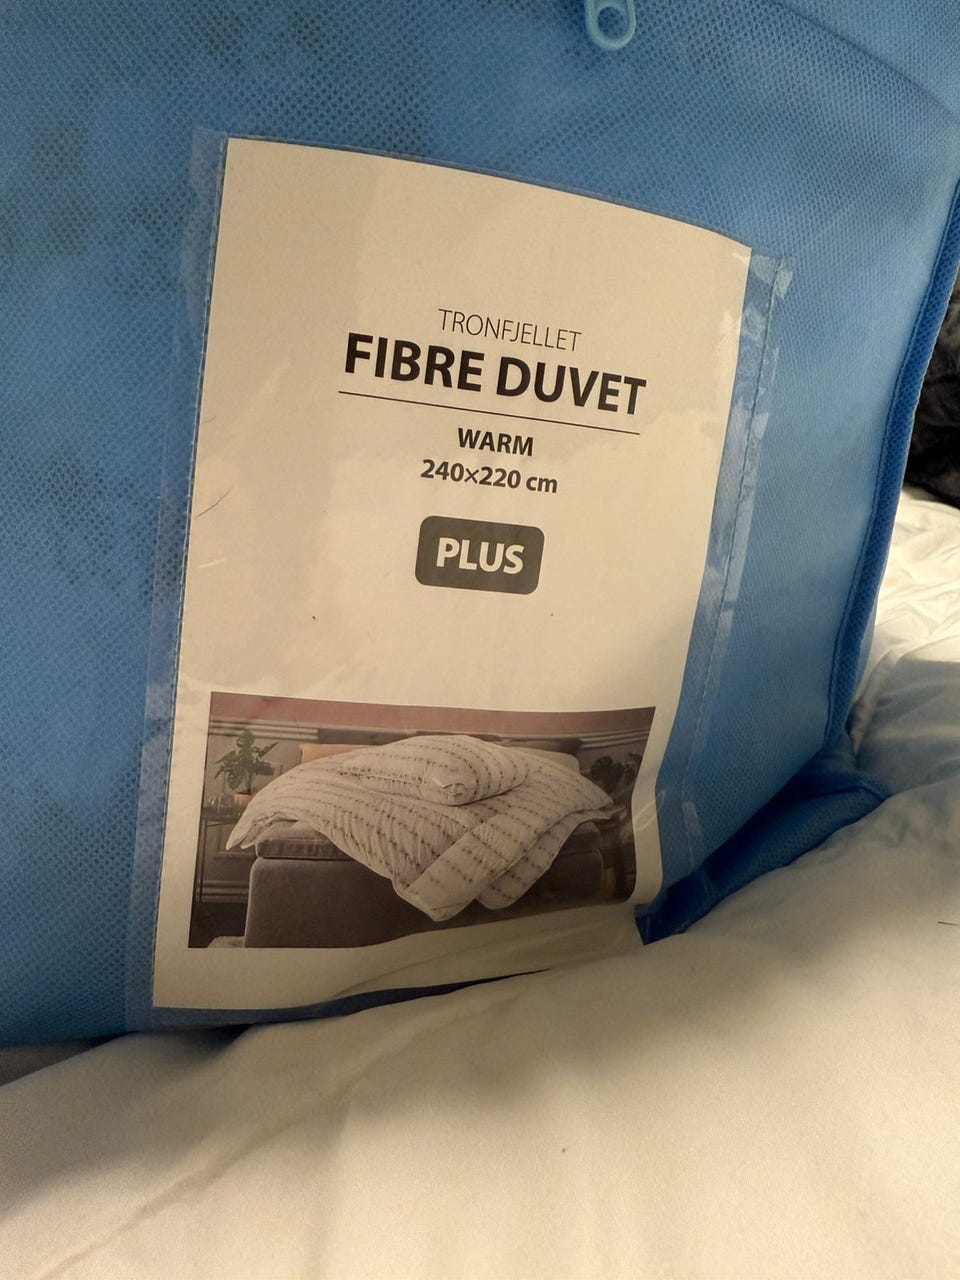 TRONFJELLET
FIBRE DUVET
WARM
240×220 cm
PLUS